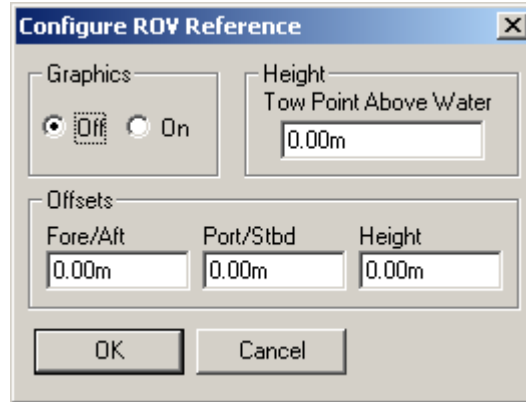 Configure ROV Reference
Graphics
Off On
Height
Tow Point Above Water
0.00m
Offsets
Fore/Aft Port/Stbd Height
0.00m 0.00m 0.00m
OK Cancel